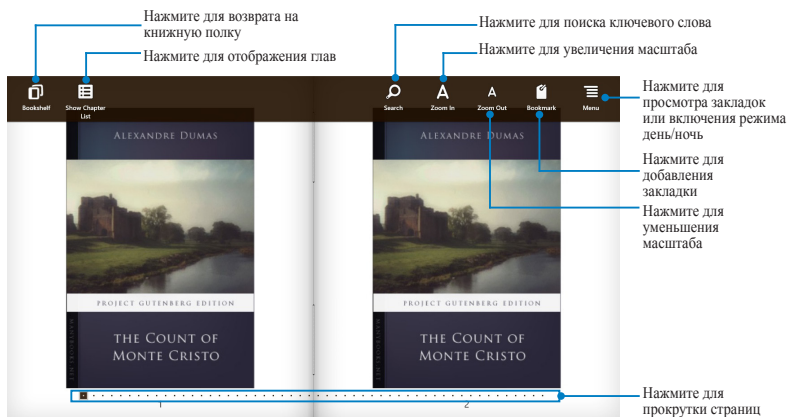 Нажмите для возврата на
книжную полку
Нажмите для отображения глав
Нажмите для поиска ключевого слова
Нажмите для увеличения масштаба
Bookshelf
Show Chapter
List
Search
Zoom In
Zoom Out
Bookmark
Menu
Нажмите для
просмотра закладок
или включения режима
день/ночь
Нажмите для
добавления
закладки
Нажмите для
уменьшения
масштаба
ALEXANDRE DUMAS
PROJECT GUTENBERG EDITION
THE COUNT OF
MONTE CRISTO
ALEXANDRE DUMAS
PROJECT GUTENBERG EDITION
THE COUNT OF
MONTE CRISTO
1
2
Нажмите для
прокрутки страниц